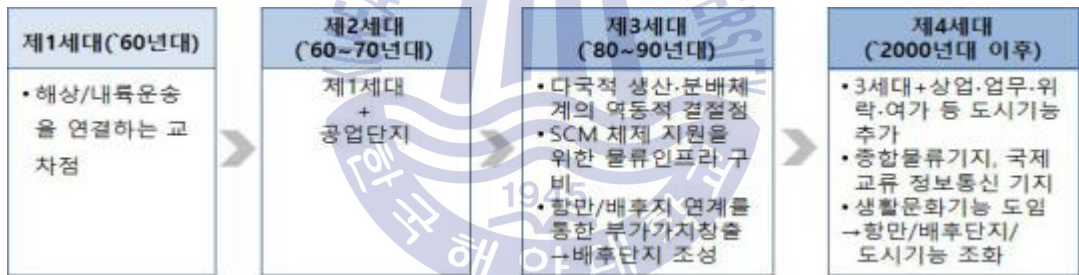 제1세대(`60년대)
•해상/내륙운송
을 연결하는 교
차점
제2세대
(`60~70년대)
제1세대
+
공업단지
제3세대
(`80~90년대)
•다국적 생산·분배체
계의 역동적 결절점
•SCM 체제 지원을
위한 물류인프라 구
비
•항만/배후지 연계를
통한 부가가치창출
→배후단지 조성
제4세대
(`2000년대 이후)
•3세대+상업·업무·위
락·여가 등 도시기능
추가
•종합물류기지, 국제
교류 정보통신 기지
•생활문화기능 도임
→항만/배후단지/
도시기능 조화
1945
한국해양대